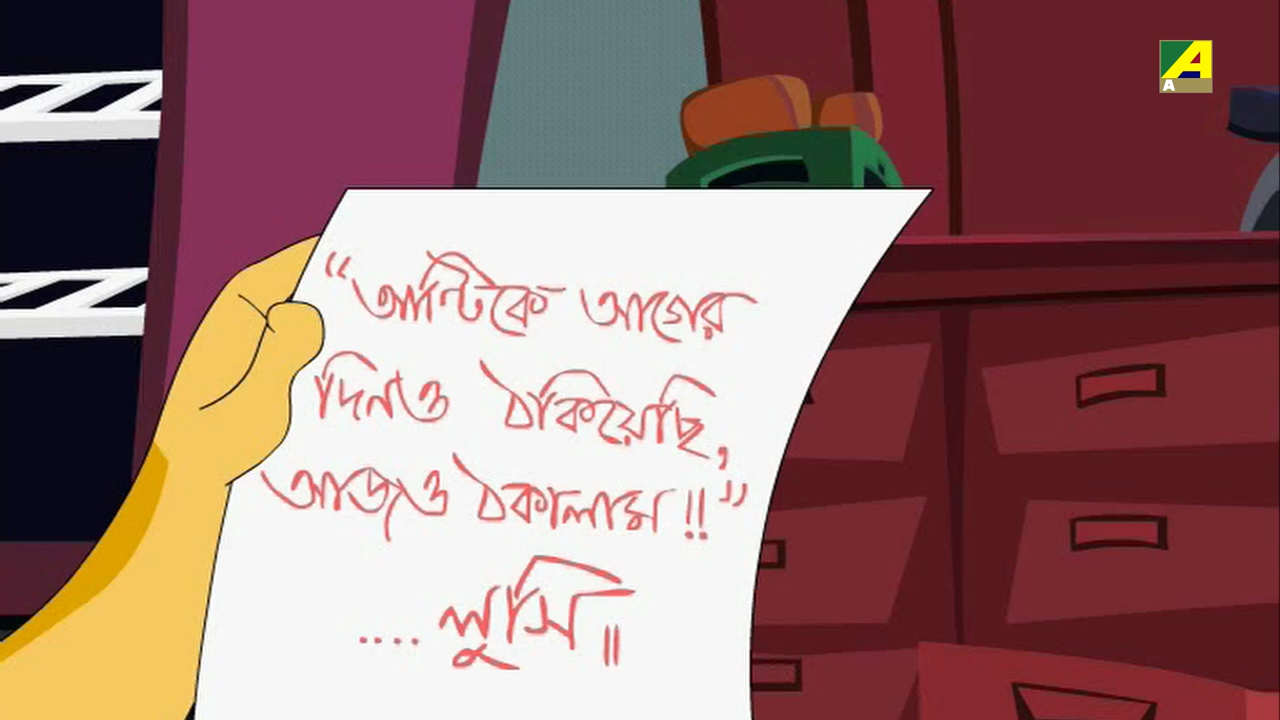 “আন্টিকে আগের
দিনও ঠকিয়েছি,
আজও ঠকালাম !!”
.... লুসি॥
A
A